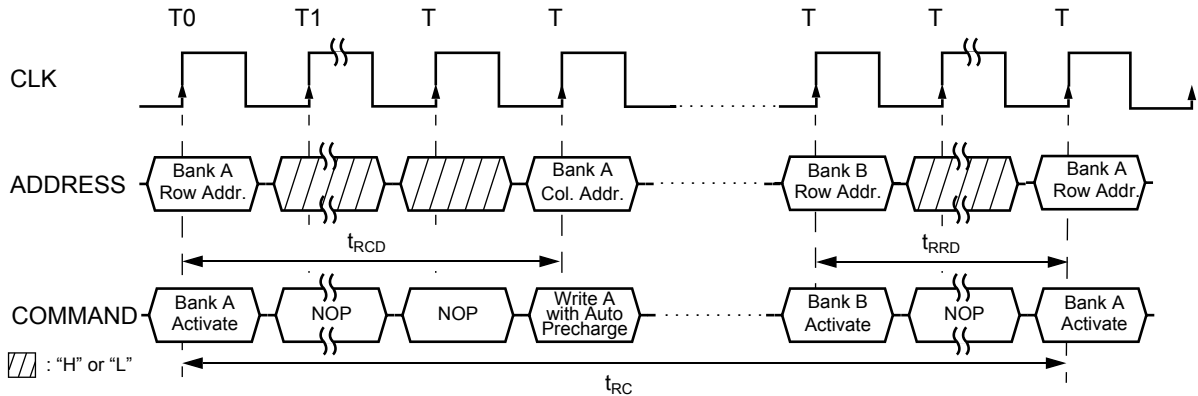 T0 T1 T T T T T
CLK
ADDRESS
Bank A
Row Addr.
Bank A
Col. Addr.
Bank B
Row Addr.
Bank A
Row Addr.
tRCD
tRRD
COMMAND
Bank A
Activate
NOP
NOP
Write A
with Auto
Precharge
Bank B
Activate
NOP
Bank A
Activate
: “H” or “L”
tRC